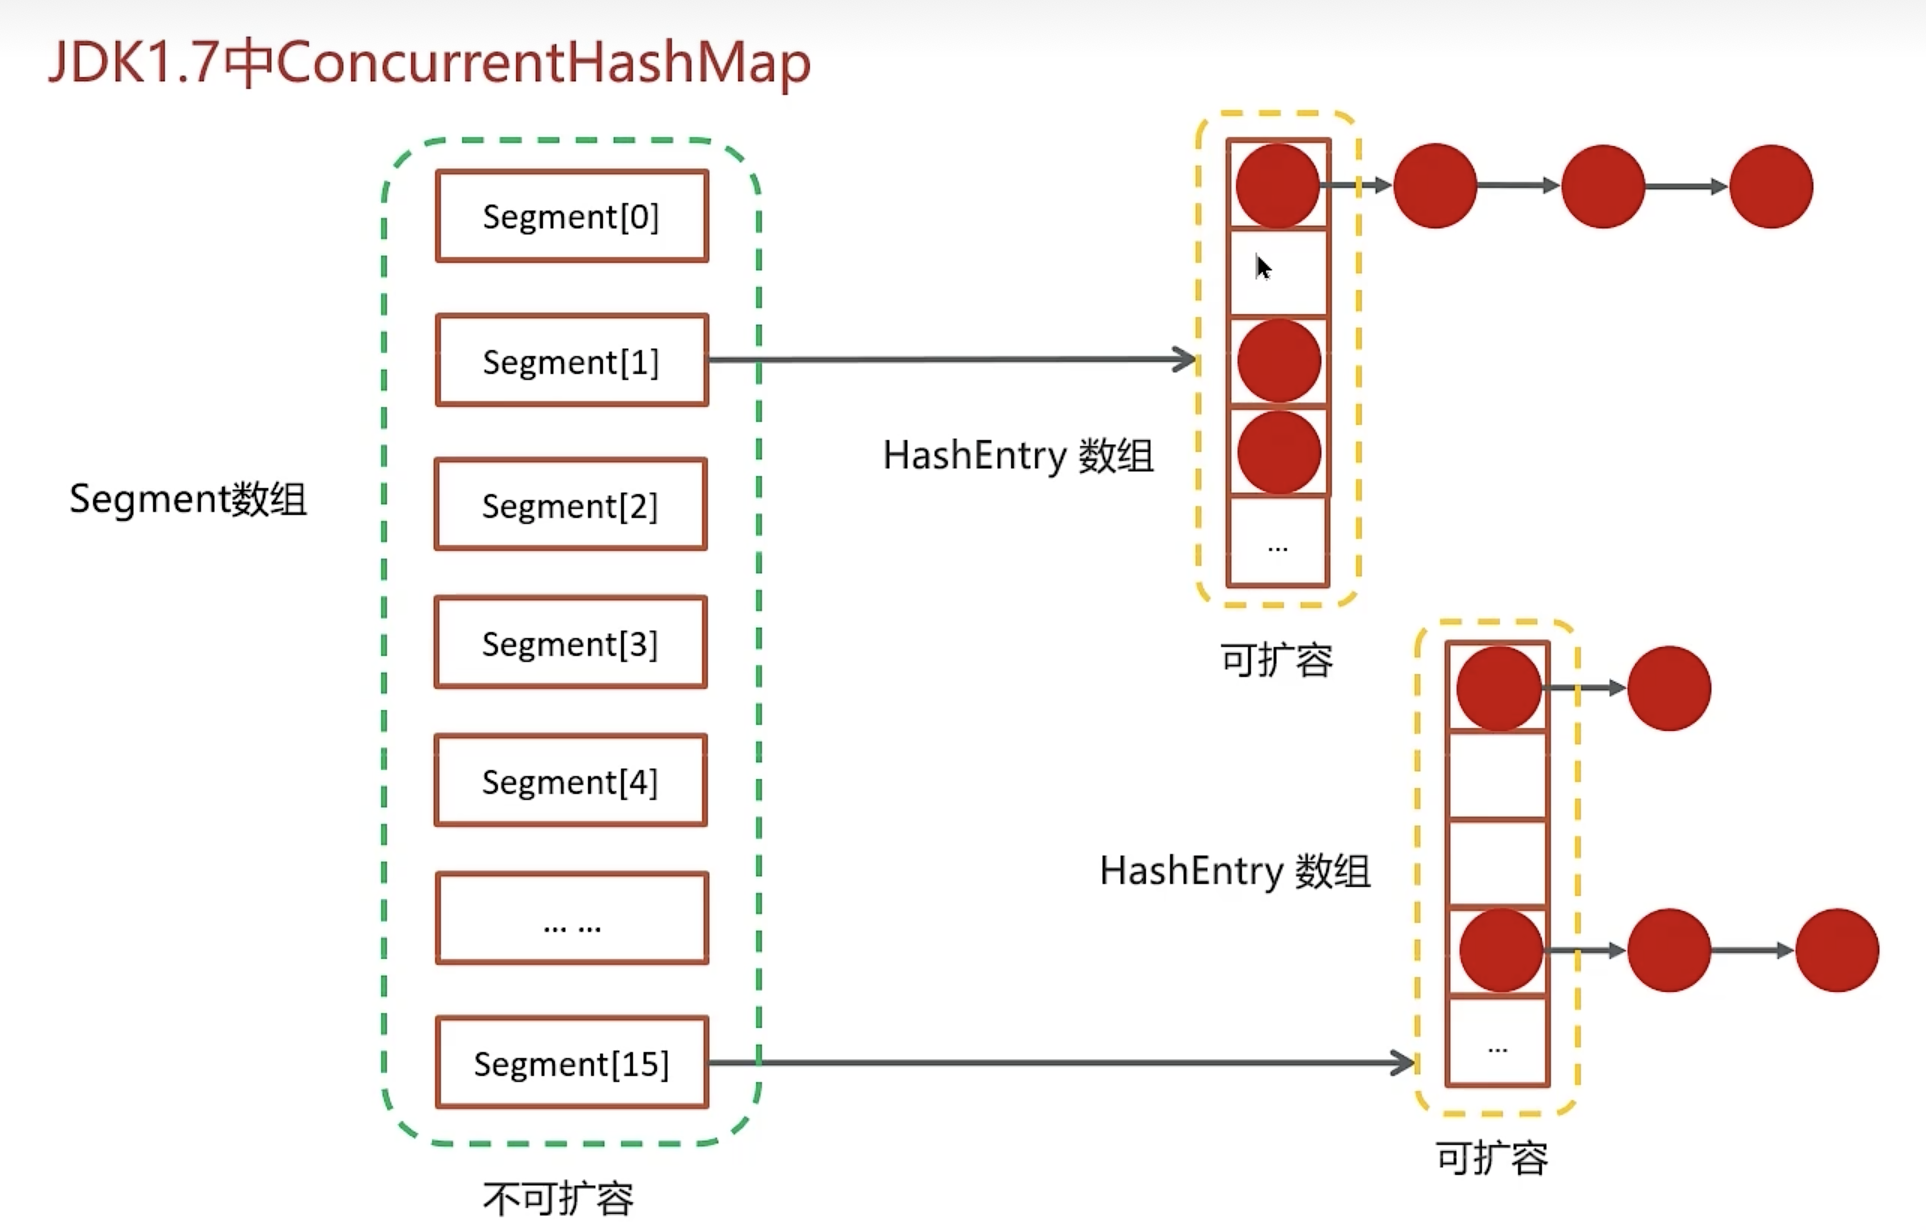 JDK1.7中ConcurrentHashMap
Segment数组
Segment[0]
Segment[1]
Segment[2]
Segment[3]
Segment[4]
... ...
Segment[15]
不可扩容
HashEntry 数组
...
可扩容
HashEntry 数组
...
可扩容